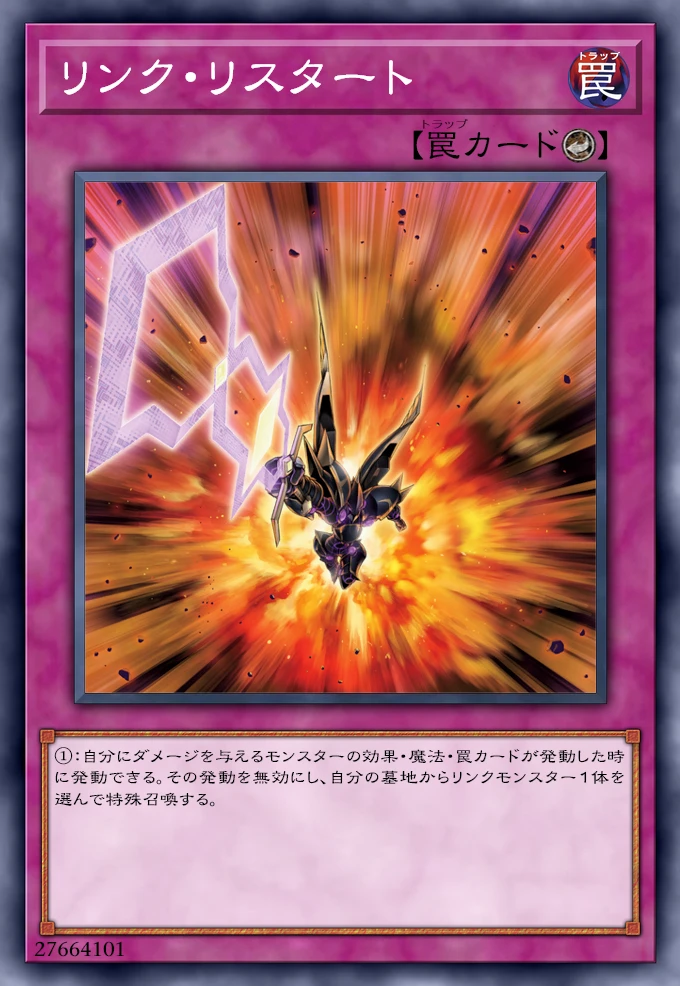 リンク・リスタート
トラップ
罠
トラップ
【罠カード】
①:自分にダメージを与えるモンスターの効果・魔法・罠カードが発動した時
に発動できる。その発動を無効にし、自分の墓地からリンクモンスター1体を
選んで特殊召喚する。
27664101